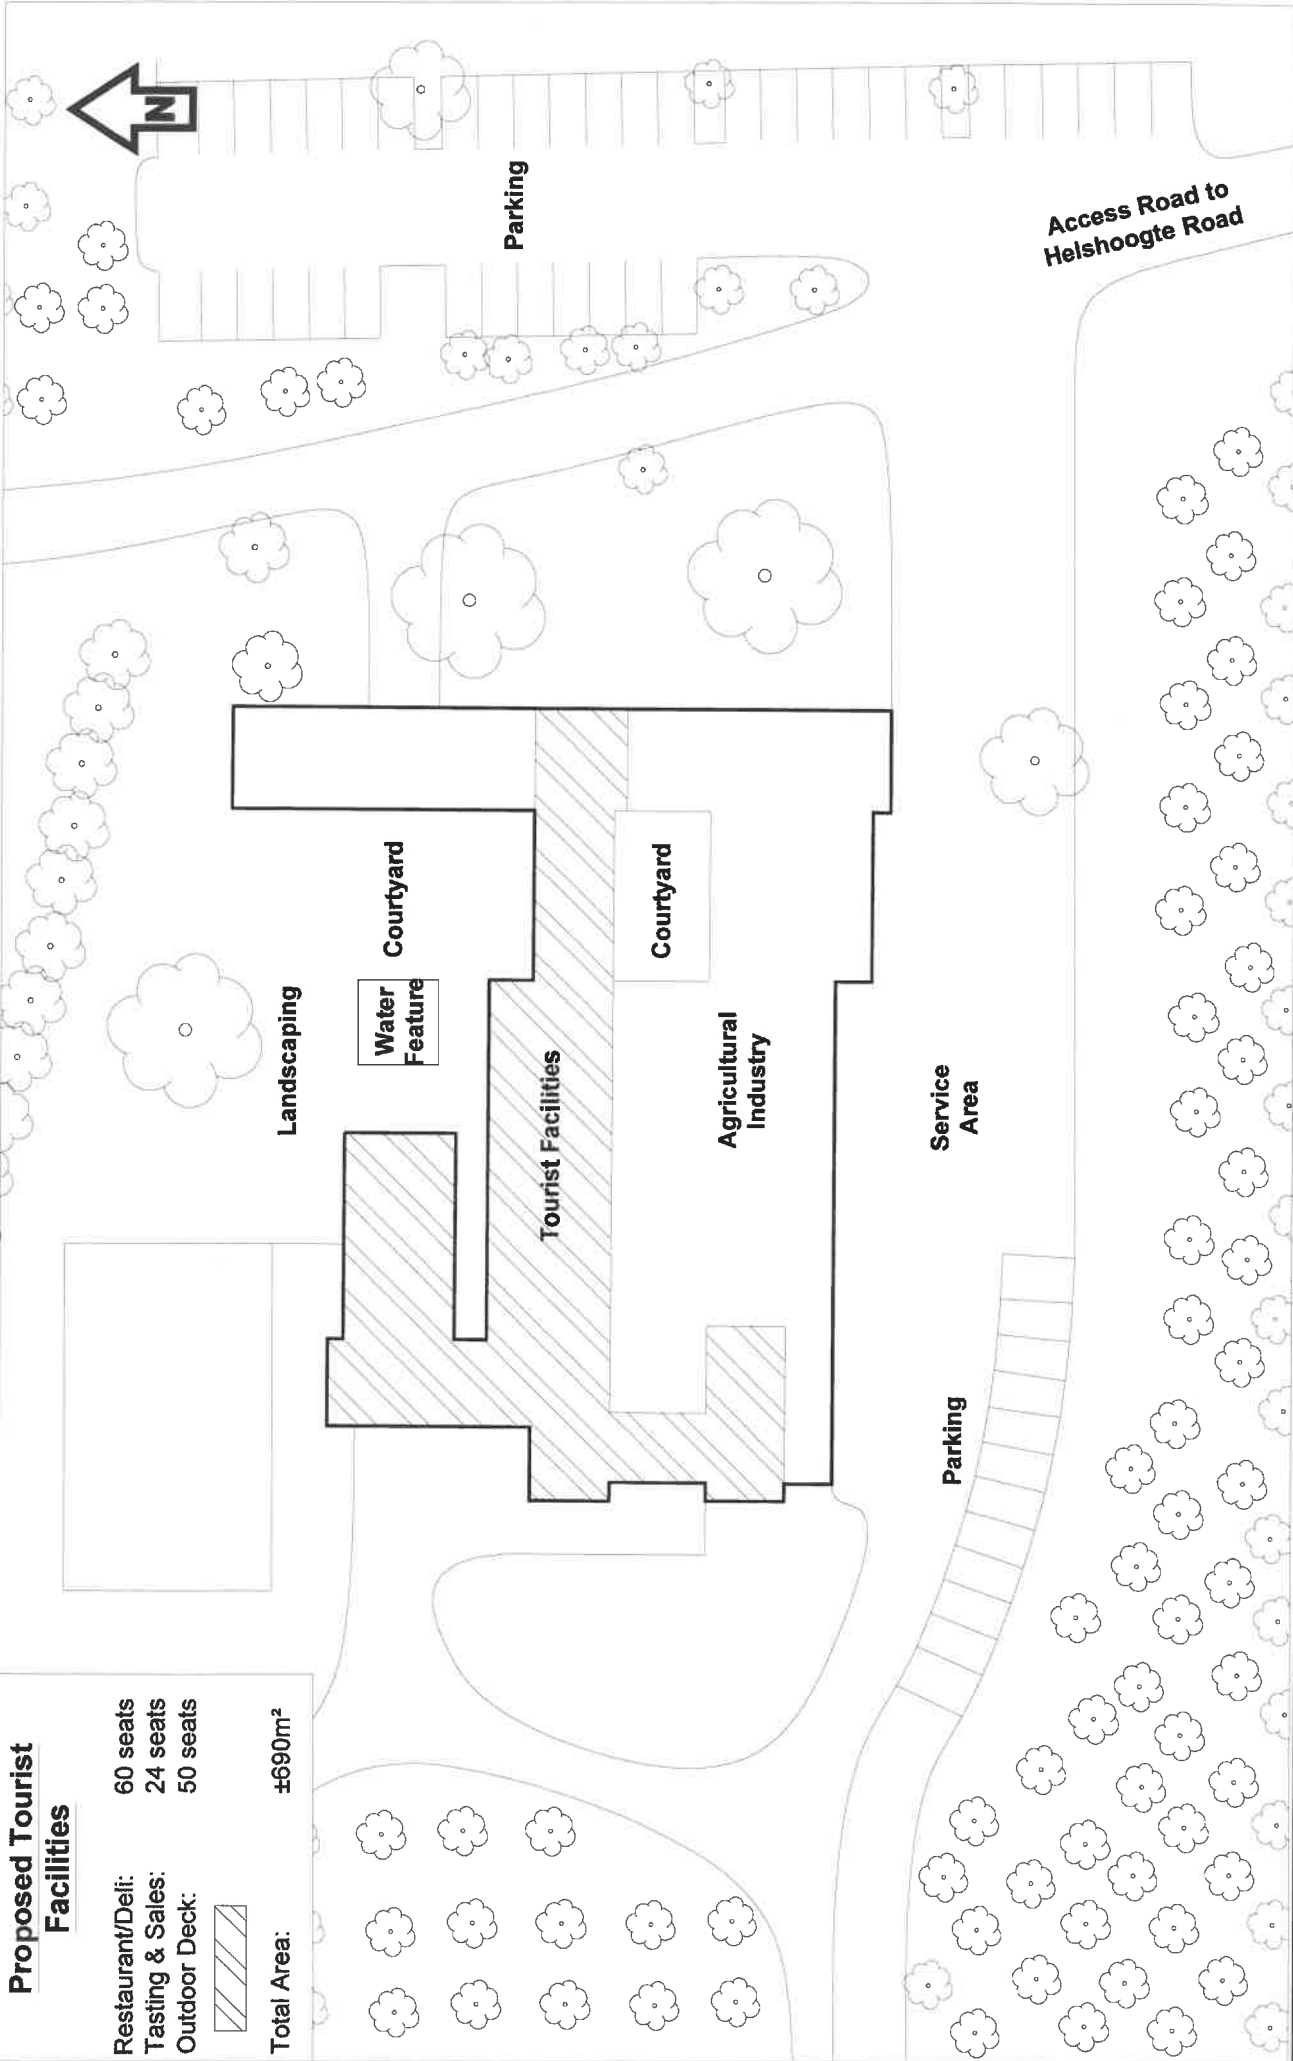 Proposed Tourist
Facilities
Restaurant/Deli: 60 seats
Tasting & Sales: 24 seats
Outdoor Deck: 50 seats
Total Area: ±690m²
Landscaping
Water
Feature
Courtyard
Tourist Facilities
Courtyard
Agricultural
Industry
Service
Area
Parking
Parking
Access Road to
Helshoogte Road
N